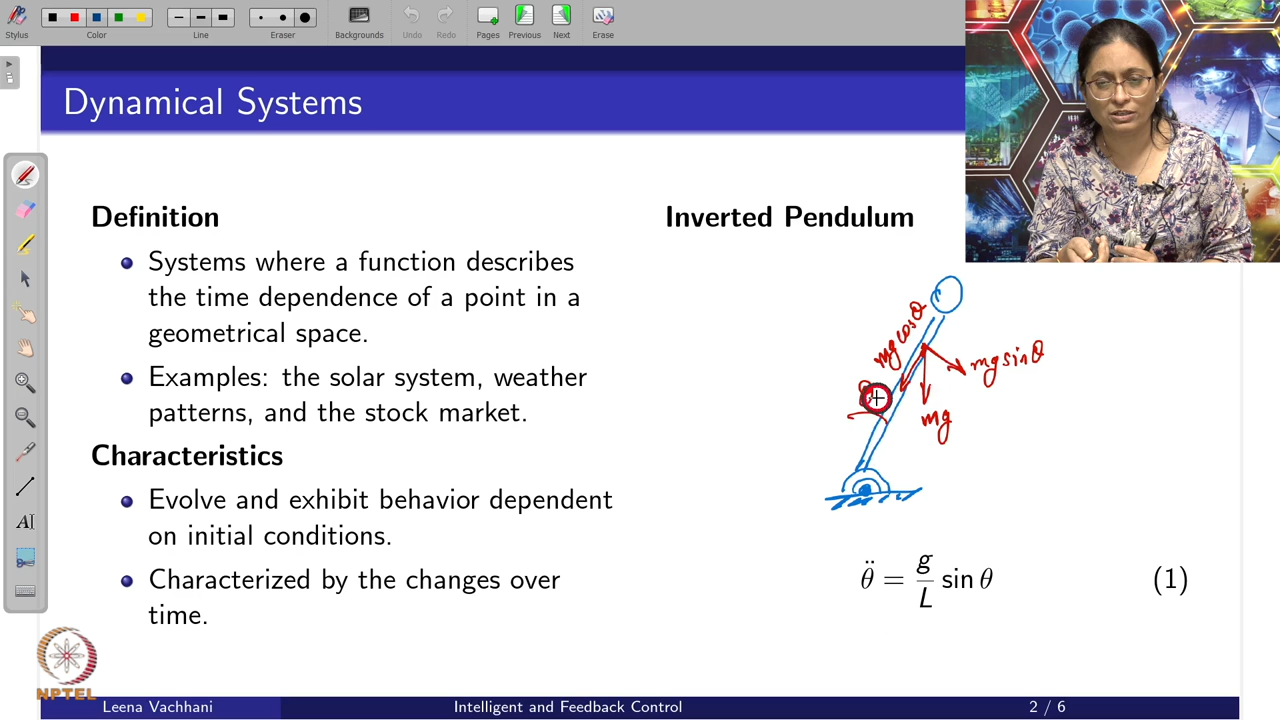 Stylus
Color
Line
Eraser
Backgrounds
Undo
Redo
Pages
Previous
Next
Erase
Dynamical Systems
Definition
Systems where a function describes
the time dependence of a point in a
geometrical space.
Examples: the solar system, weather
patterns, and the stock market.
Characteristics
Evolve and exhibit behavior dependent
on initial conditions.
Characterized by the changes over
time.
Inverted Pendulum
mg cosθ
mg sinθ
mg
θ̈ = g/L sin θ (1)
NPTEL
Leena Vachhani
Intelligent and Feedback Control
2 / 6